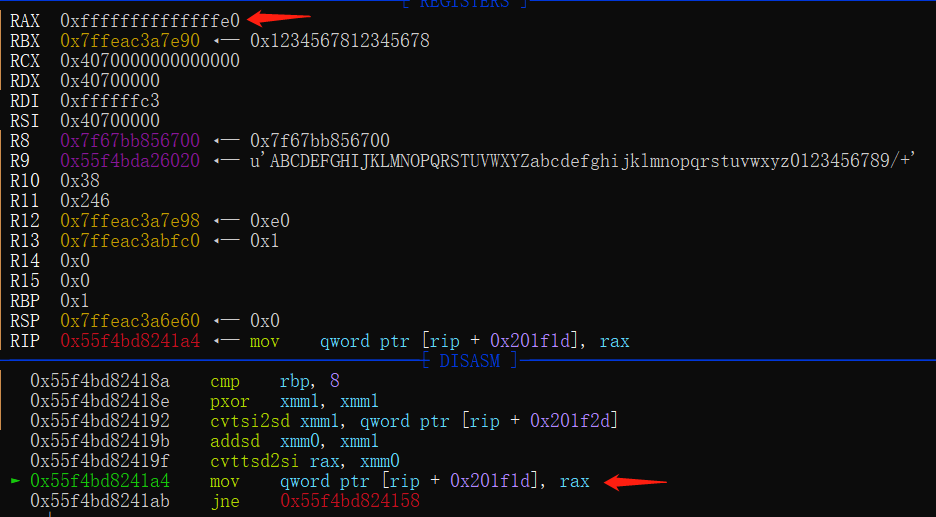 [ REGISTERS ]
RAX 0xffffffffffffffe0
RBX 0x7ffeac3a7e90 ◂— 0x1234567812345678
RCX 0x4070000000000000
RDX 0x40700000
RDI 0xffffffc3
RSI 0x40700000
R8 0x7f67bb856700 ◂— 0x7f67bb856700
R9 0x55f4bda26020 ◂— u'ABCDEFGHIJKLMNOPQRSTUVWXYZabcdefghijklmnopqrstuvwxyz0123456789/+'
R10 0x38
R11 0x246
R12 0x7ffeac3a7e98 ◂— 0xe0
R13 0x7ffeac3abfc0 ◂— 0x1
R14 0x0
R15 0x0
RBP 0x1
RSP 0x7ffeac3a6e60 ◂— 0x0
RIP 0x55f4bd8241a4 ◂— mov qword ptr [rip + 0x201f1d], rax
[ DISASM ]
0x55f4bd82418a cmp rbp, 8
0x55f4bd82418e pxor xmm1, xmm1
0x55f4bd824192 cvtsi2sd xmm1, qword ptr [rip + 0x201f2d]
0x55f4bd82419b addsd xmm0, xmm1
0x55f4bd82419f cvttsd2si rax, xmm0
► 0x55f4bd8241a4 mov qword ptr [rip + 0x201f1d], rax
0x55f4bd8241ab jne 0x55f4bd824158